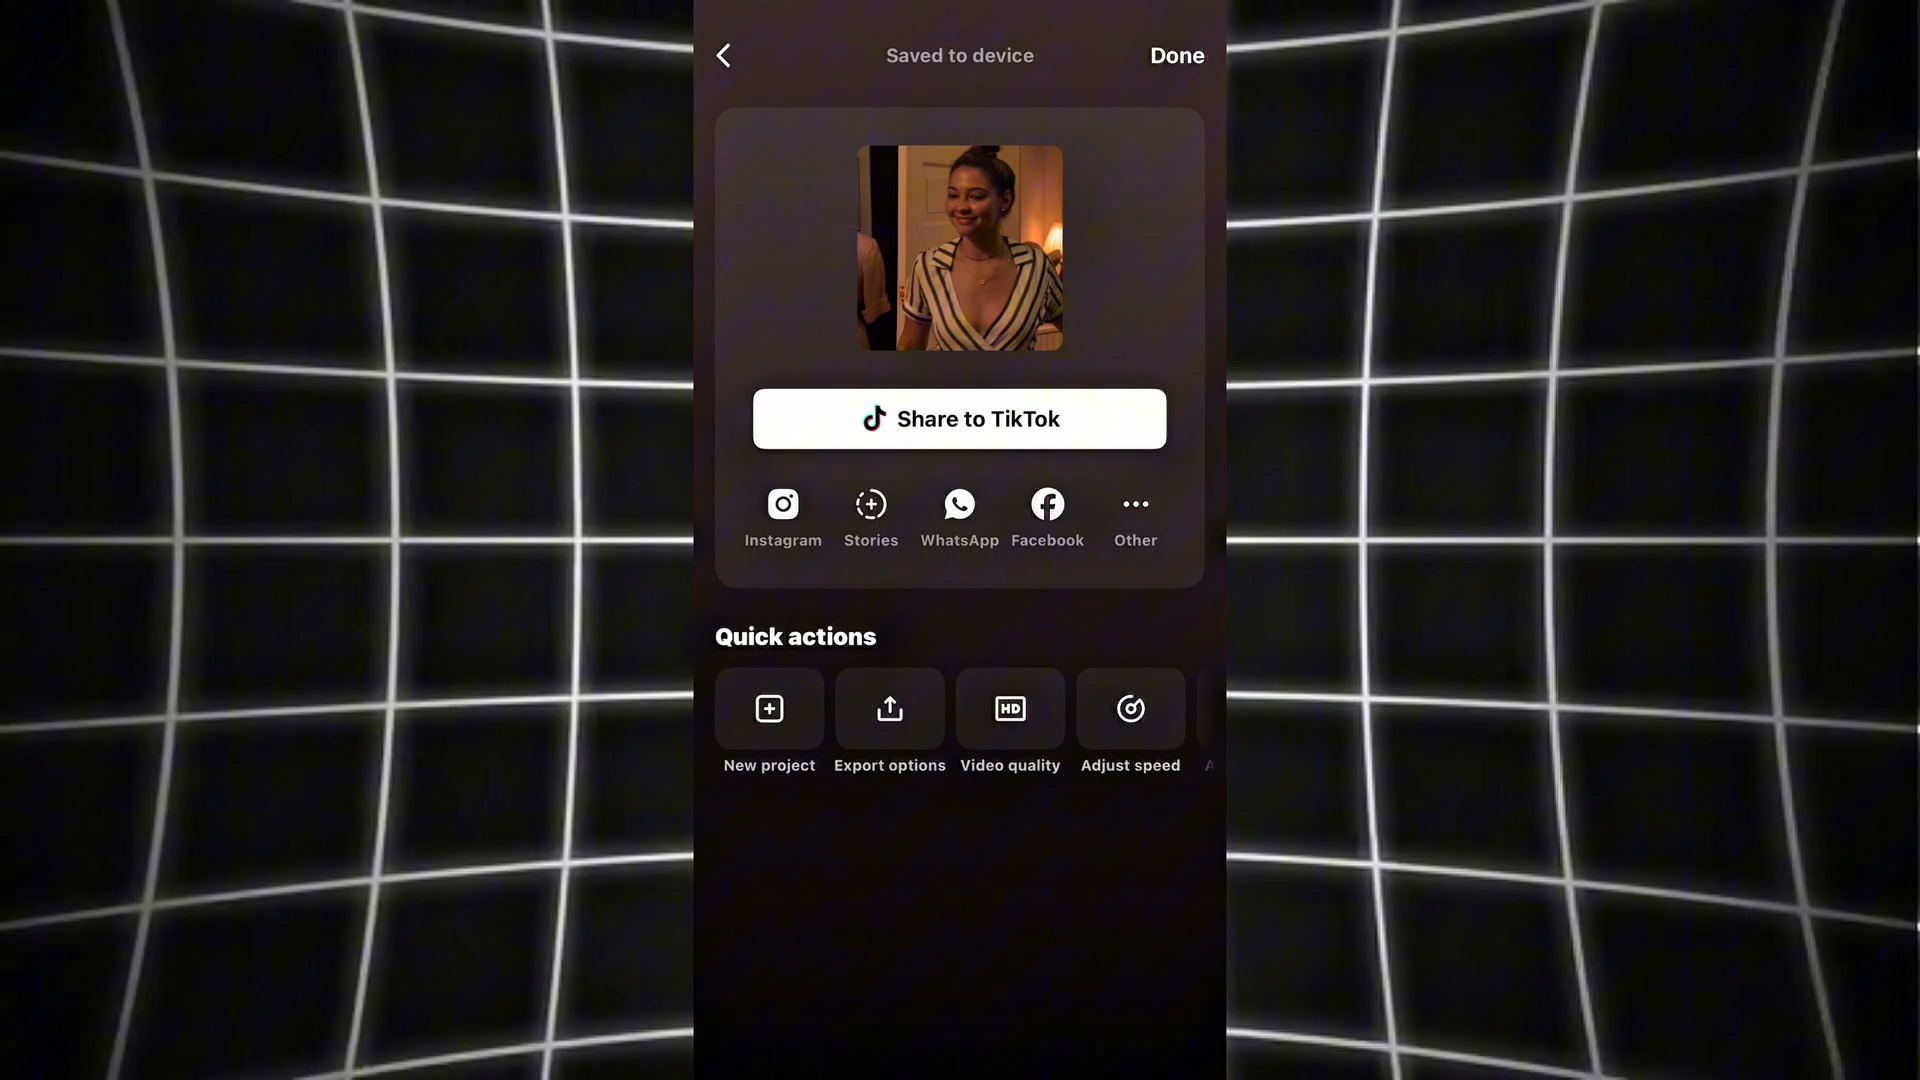 Saved to device
Done
Share to TikTok
Instagram
Stories
WhatsApp
Facebook
Other
Quick actions
HD
New project
Export options
Video quality
Adjust speed